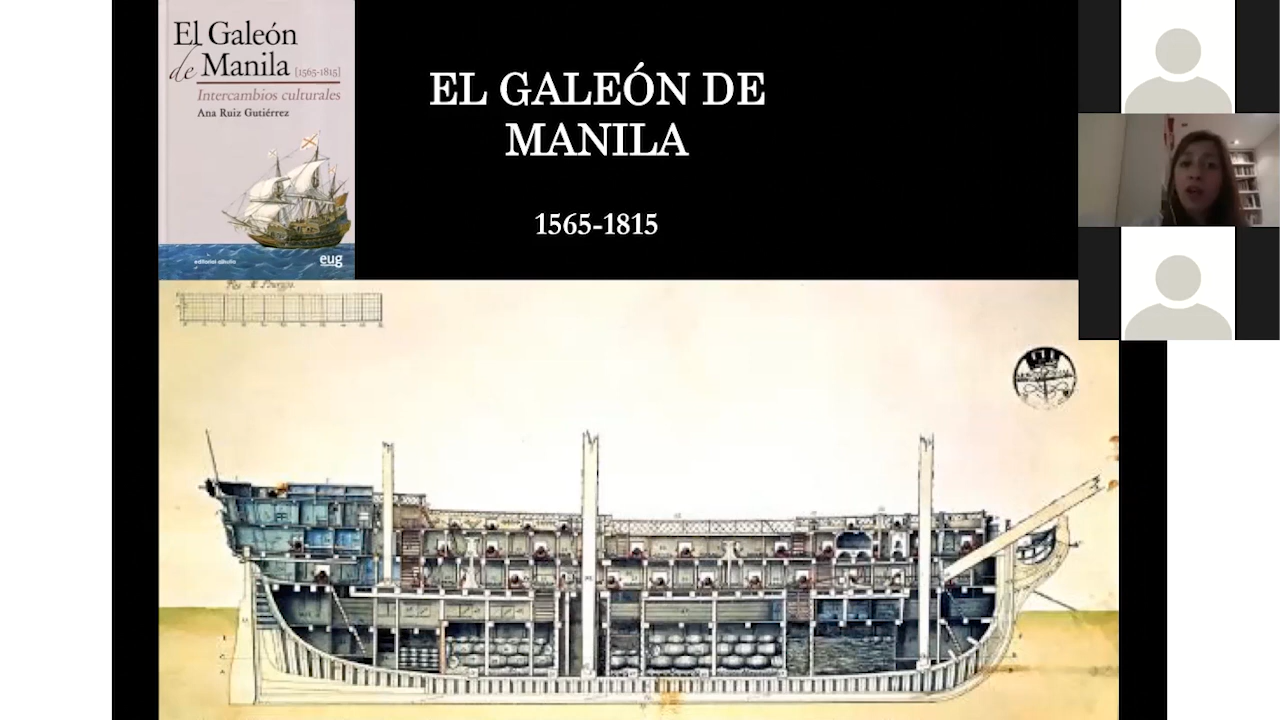 El Galeón
de Manila [1565-1815]
Intercambios culturales
Ana Ruiz Gutiérrez
eug
EL GALEÓN DE
MANILA
1565-1815